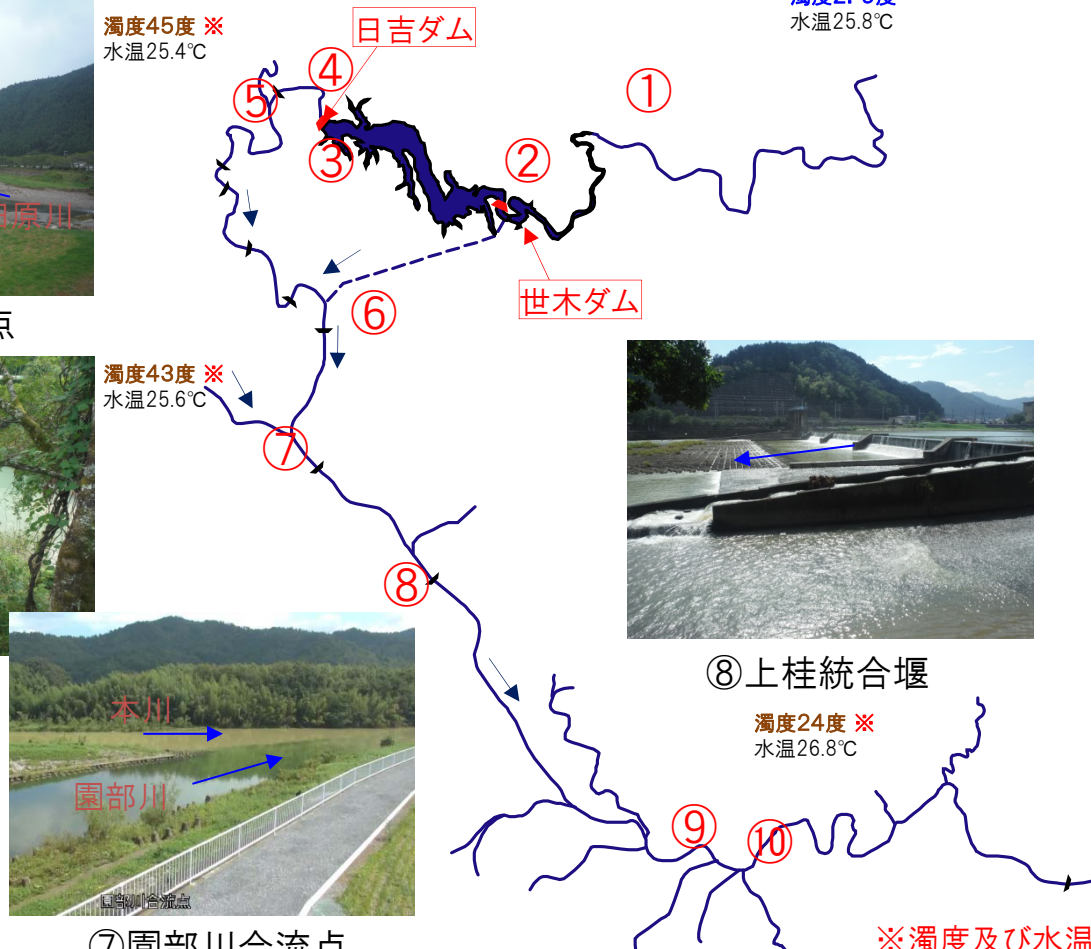 濁度45度 ※
水温25.4℃
日吉ダム
水温25.8℃
①
②
③
④
⑤
世木ダム
⑥
点
濁度43度 ※
水温25.6℃
⑦
⑧
本川
園部川
園部川合流点
⑦園部川合流点
⑧上桂統合堰
濁度24度 ※
水温26.8℃
⑨
⑩
※濁度及び水温